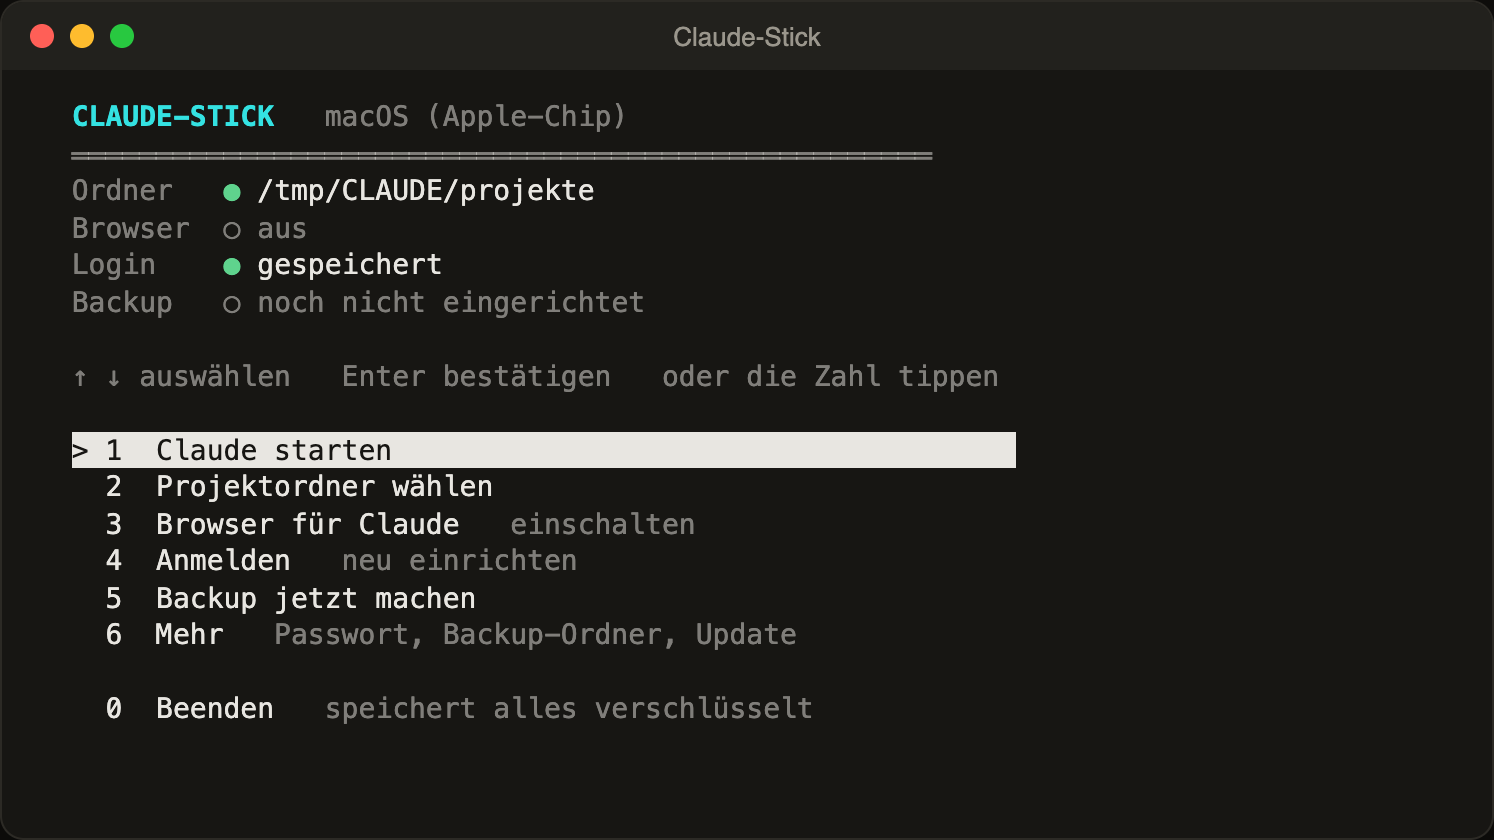 Claude-Stick
CLAUDE-STICK macOS (Apple-Chip)
Ordner ● /tmp/CLAUDE/projekte
Browser ○ aus
Login ● gespeichert
Backup ○ noch nicht eingerichtet
↑ ↓ auswählen Enter bestätigen oder die Zahl tippen
> 1 Claude starten
2 Projektordner wählen
3 Browser für Claude einschalten
4 Anmelden neu einrichten
5 Backup jetzt machen
6 Mehr Passwort, Backup-Ordner, Update
0 Beenden speichert alles verschlüsselt